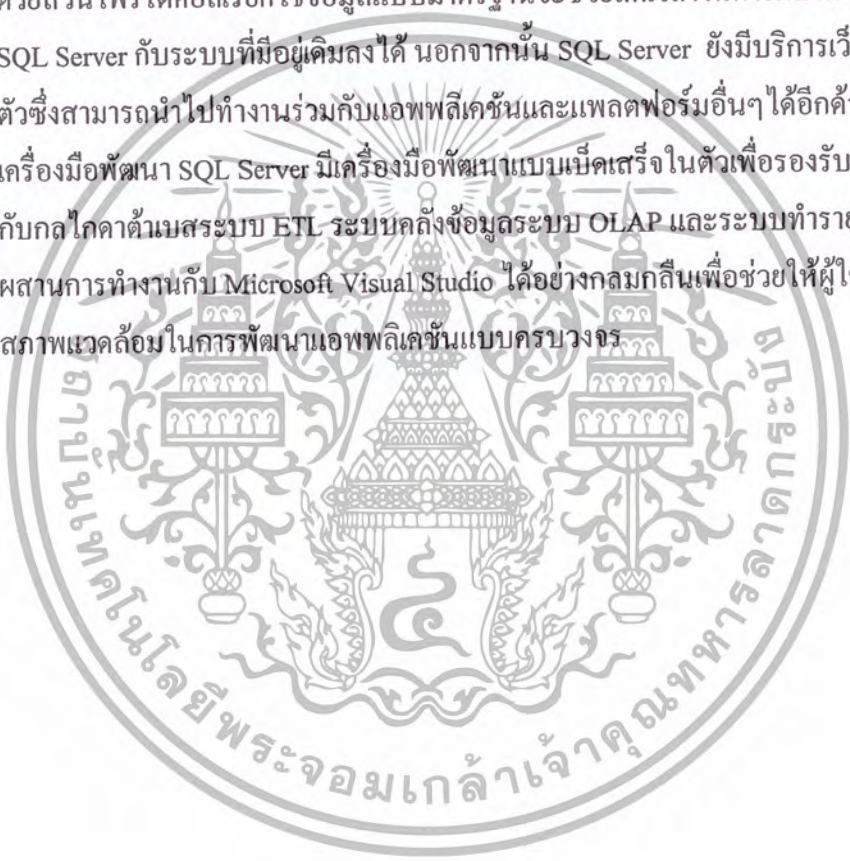 SQL Server กับระบบที่มีอยู่เดิมลงได้ นอกจากนั้น SQL Server ยังมีบริการเว็
ตัวซึ่งสามารถนำไปทำงานร่วมกับแอพพลิเคชันและแพลตฟอร์มอื่นๆ ได้อีกด้
เครื่องมือพัฒนา SQL Server มีเครื่องมือพัฒนาแบบเบ็ดเสร็จในตัวเพื่อรองรับ
กับกลไกดาต้าเบสระบบ ETL ระบบคลังข้อมูลระบบ OLAP และระบบทำราย
ผสานการทำงานกับ Microsoft Visual Studio ได้อย่างกลมกลืนเพื่อช่วยให้ผู้ใ
สภาพแวดล้อมในการพัฒนาแอพพลิเคชันแบบครบวงจร
สถาบันเทคโนโลยีพระจอมเกล้าเจ้าคุณทหารลาดกระบัง
๔